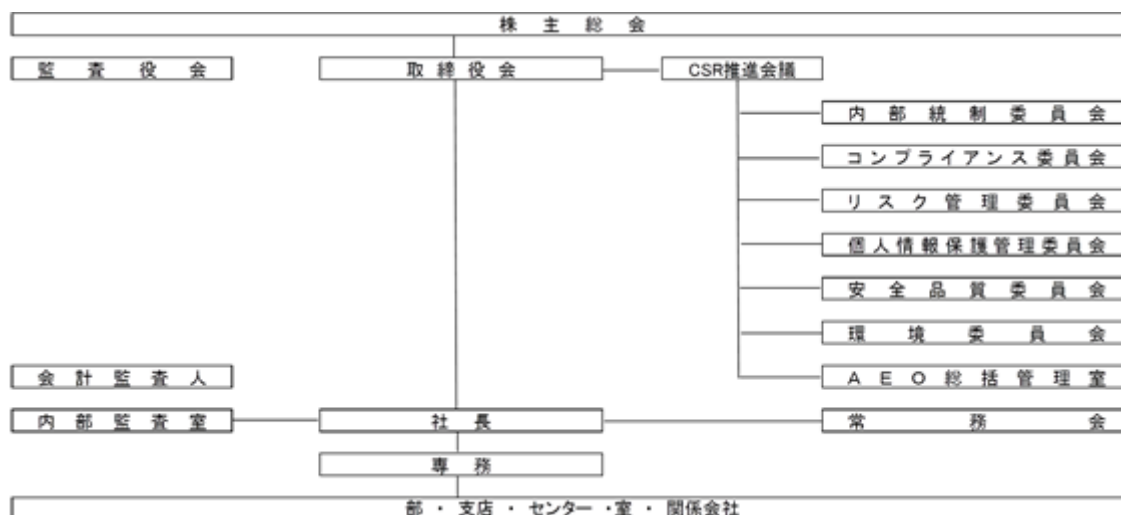 株主総会
監査役会 取締役会 CSR推進会議
内部統制委員会
コンプライアンス委員会
リスク管理委員会
個人情報保護管理委員会
安全品質委員会
環境委員会
会計監査人 AEO総括管理室
内部監査室 社長 常務会
専務
部・支店・センター・室・関係会社